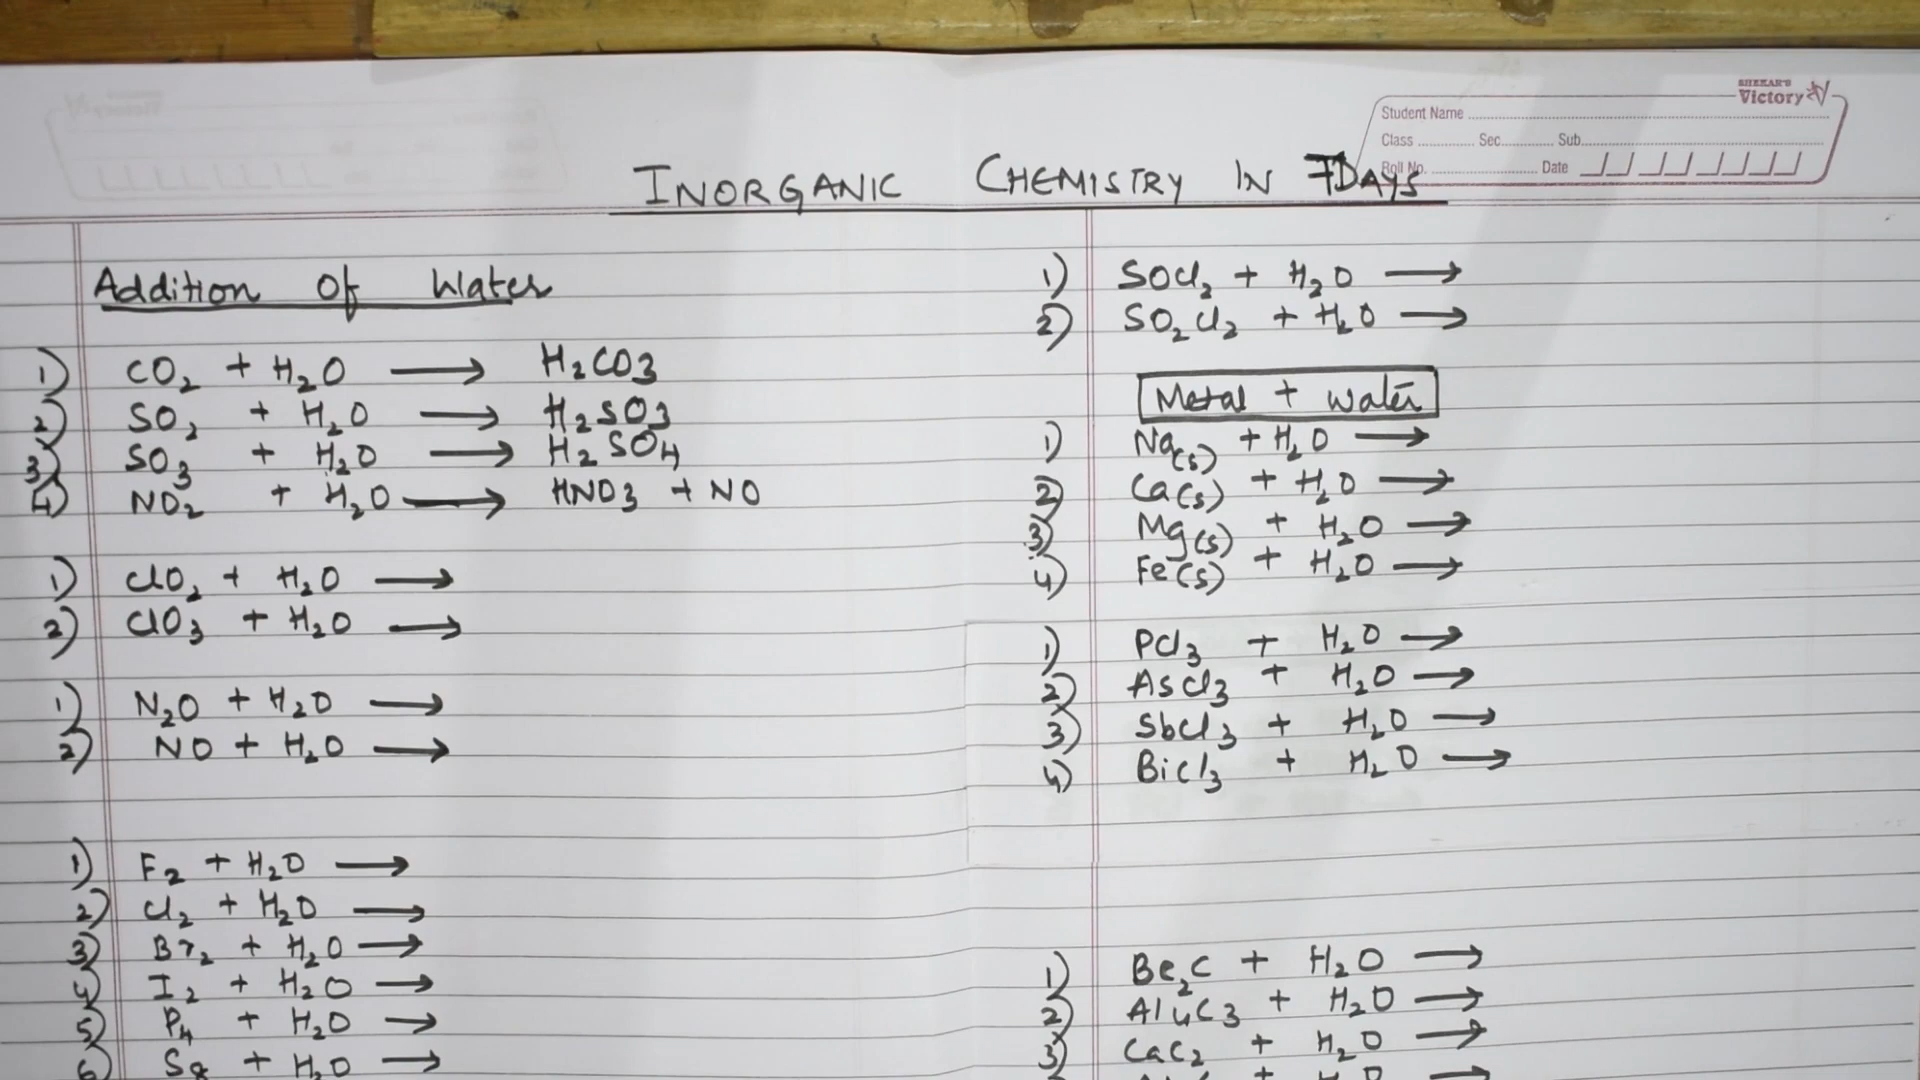 SHEKAR'S
Victory
Student Name
Class Sec. Sub.
Roll No. Date
INORGANIC CHEMISTRY IN 7 DAYS
Addition Of Water
1) CO₂ + H₂O ⟶ H₂CO3
2) SO₂ + H₂O ⟶ H₂SO3
3) SO₃ + H₂O ⟶ H₂SO4
4) NO₂ + H₂O ⟶ HNO3 + NO
1) ClO₂ + H₂O ⟶
2) ClO₃ + H₂O ⟶
1) N₂O + H₂O ⟶
2) NO + H₂O ⟶
1) F₂ + H₂O ⟶
2) Cl₂ + H₂O ⟶
3) Br₂ + H₂O ⟶
4) I₂ + H₂O ⟶
5) P₄ + H₂O ⟶
6) S₈ + H₂O ⟶
1) SOCl₂ + H₂O ⟶
2) SO₂Cl₂ + H₂O ⟶
Metal + water
1) Na(s) + H₂O ⟶
2) Ca(s) + H₂O ⟶
3) Mg(s) + H₂O ⟶
4) Fe(s) + H₂O ⟶
1) PCl₃ + H₂O ⟶
2) AsCl₃ + H₂O ⟶
3) SbCl₃ + H₂O ⟶
4) BiCl₃ + H₂O ⟶
1) Be₂C + H₂O ⟶
2) Al₄C₃ + H₂O ⟶
3) CaC₂ + H₂O ⟶